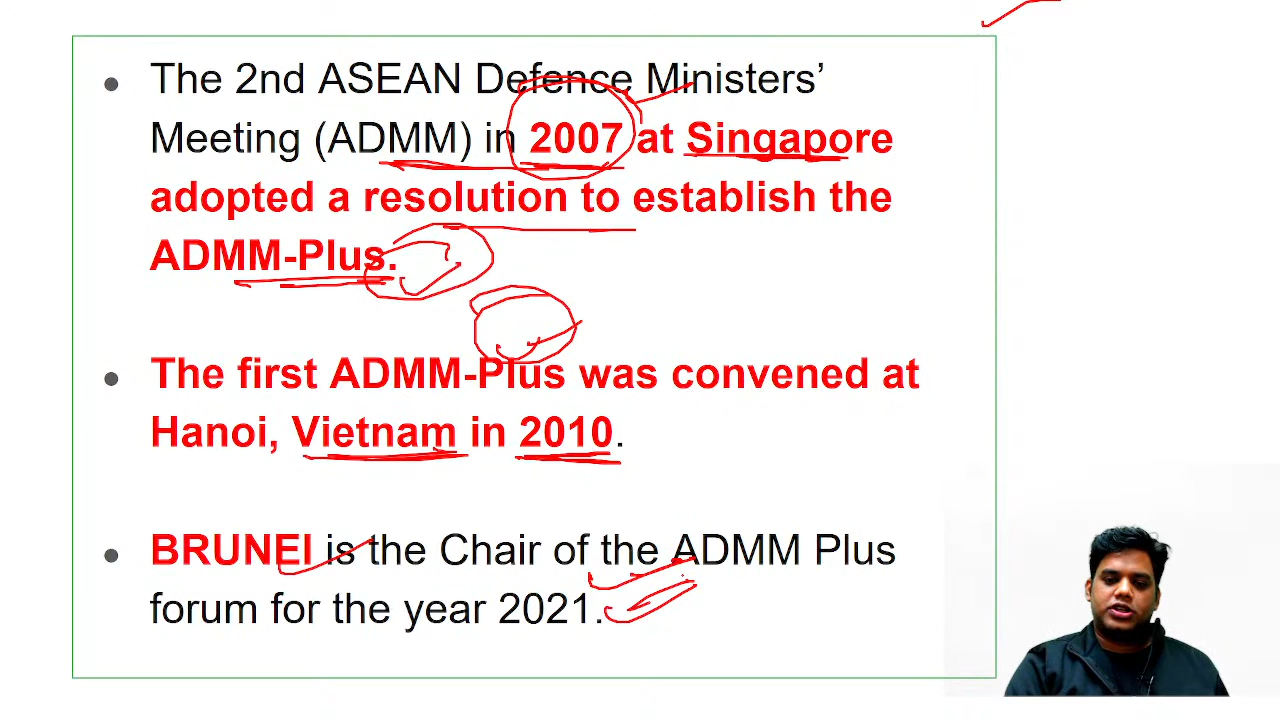 The 2nd ASEAN Defence Ministers’
Meeting (ADMM) in 2007 at Singapore
adopted a resolution to establish the
ADMM-Plus.
The first ADMM-Plus was convened at
Hanoi, Vietnam in 2010.
BRUNEI is the Chair of the ADMM Plus
forum for the year 2021.